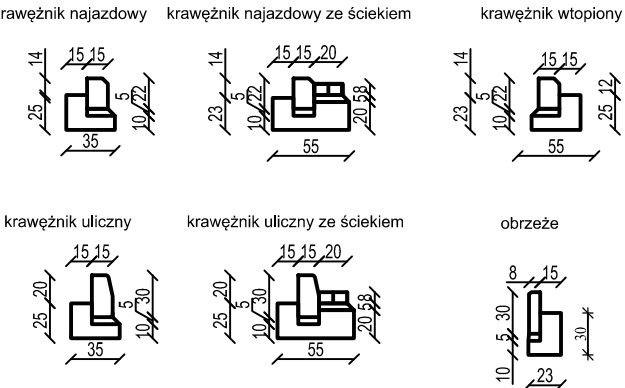 rawężnik najazdowy
krawężnik najazdowy ze ściekiem
krawężnik wtopiony
14 15 15 25 5 22 10 35
14 15 15 20 23 5 22 10 58 20 55
15 15 14 23 5 22 10 12 25 55
krawężnik uliczny
krawężnik uliczny ze ściekiem
obrzeże
20 15 15 25 5 30 10 35
20 15 15 20 25 5 30 10 58 20 55
8 15 30 5 10 30 23